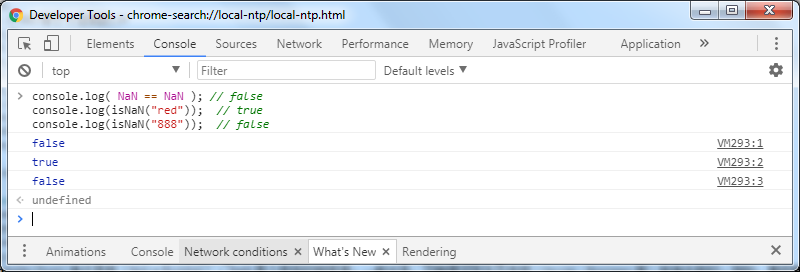 Developer Tools - chrome-search://local-ntp/local-ntp.html
Elements Console Sources Network Performance Memory JavaScript Profiler Application »
top ▼ Filter Default levels ▼
> console.log( NaN == NaN ); // false
console.log(isNaN("red"));  // true
console.log(isNaN("888"));  // false
false VM293:1
true VM293:2
false VM293:3
undefined
>
Animations Console Network conditions × What's New × Rendering